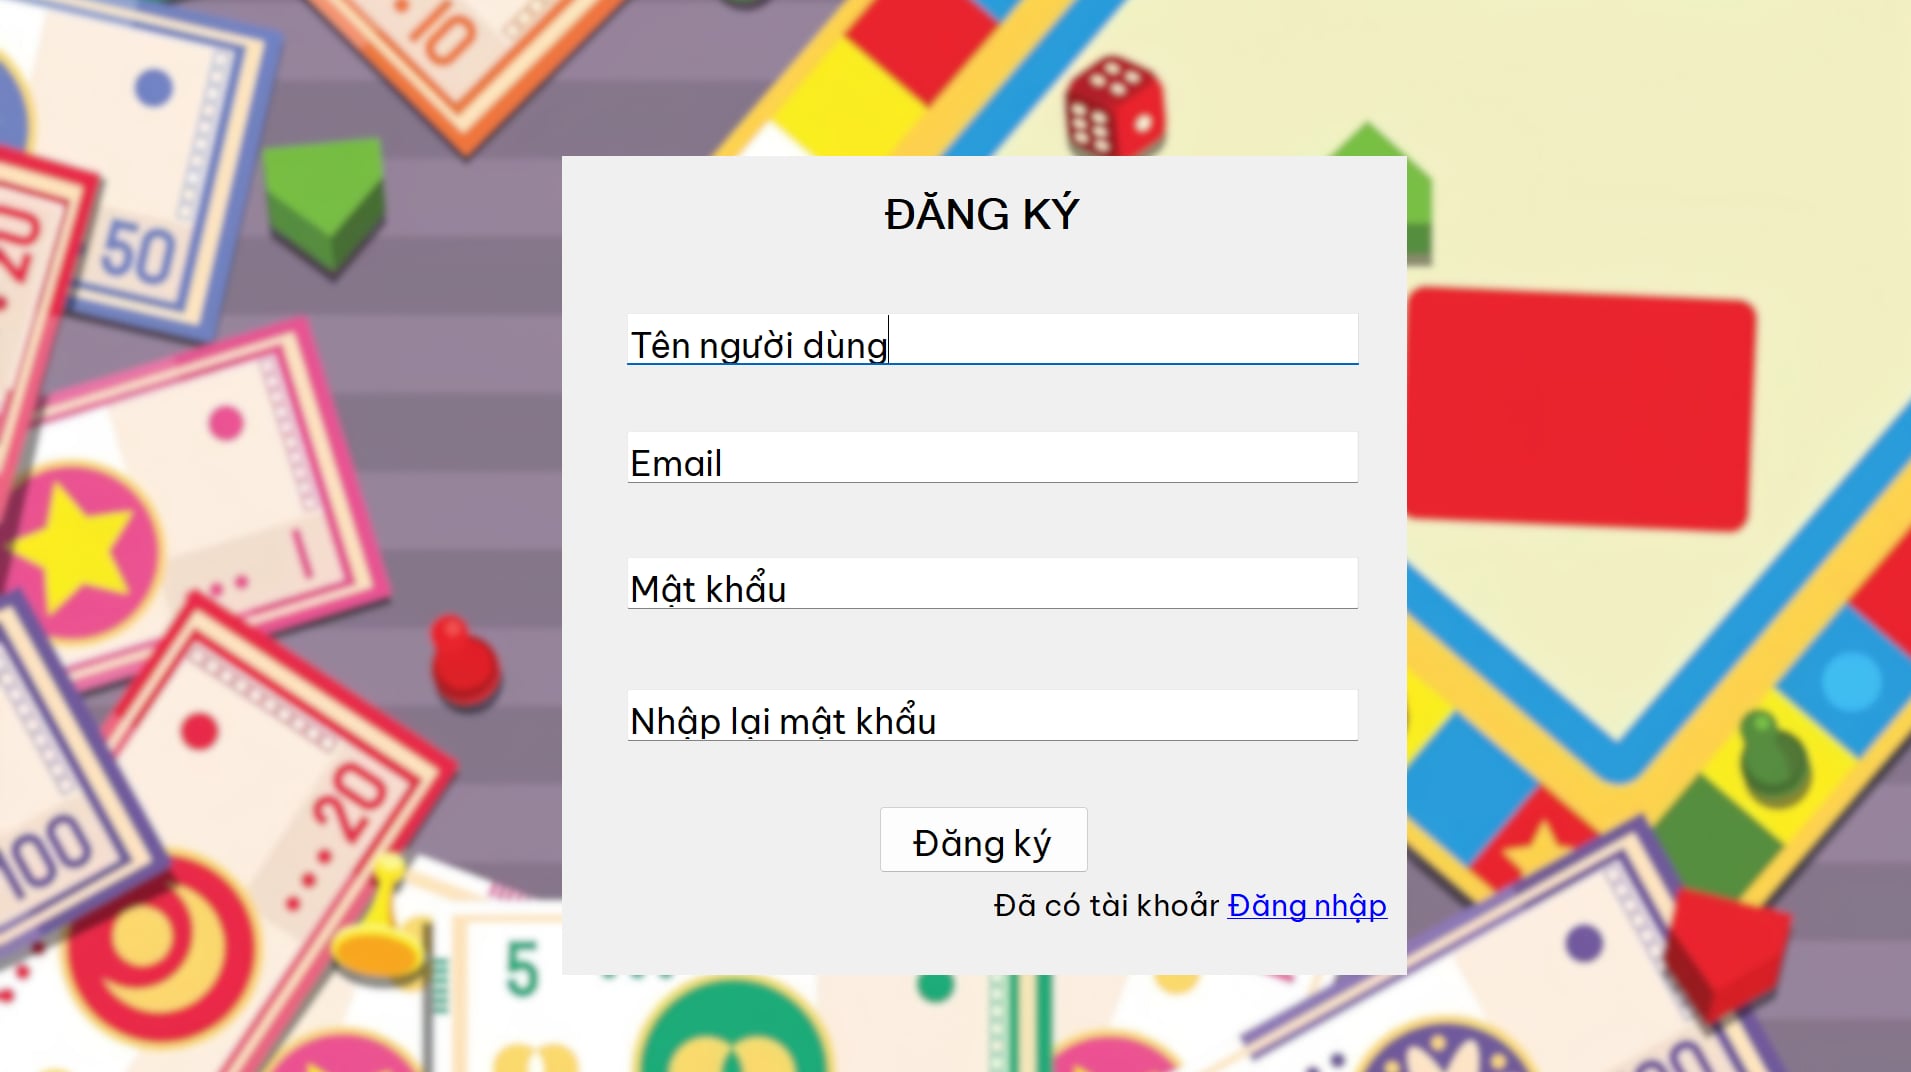 10
50
20
ĐĂNG KÝ
Tên người dùng
Email
Mật khẩu
Nhập lại mật khẩu
20
100
Đăng ký
Đã có tài khoản Đăng nhập
5